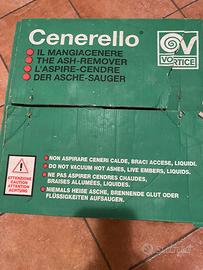 Cenerello®
IL MANGIACENERE
THE ASH-REMOVER
L'ASPIRE-CENDRE
DER ASCHE-SAUGER
VORTICE
ATTENZIONE
CAUTION
ATTENTION
ACHTUNG
NON ASPIRARE CENERI CALDE, BRACI ACCESE, LIQUIDI.
DO NOT VACUUM HOT ASHES, LIVE EMBERS, LIQUIDS.
NE PAS ASPIRER CENDRES CHAUDES,
BRAISES ALLUMÉES, LIQUIDES.
NIEMALS HEIßE ASCHE, BRENNENDE GLUT ODER
FLÜSSIGKEITEN AUFSAUGEN.
subito